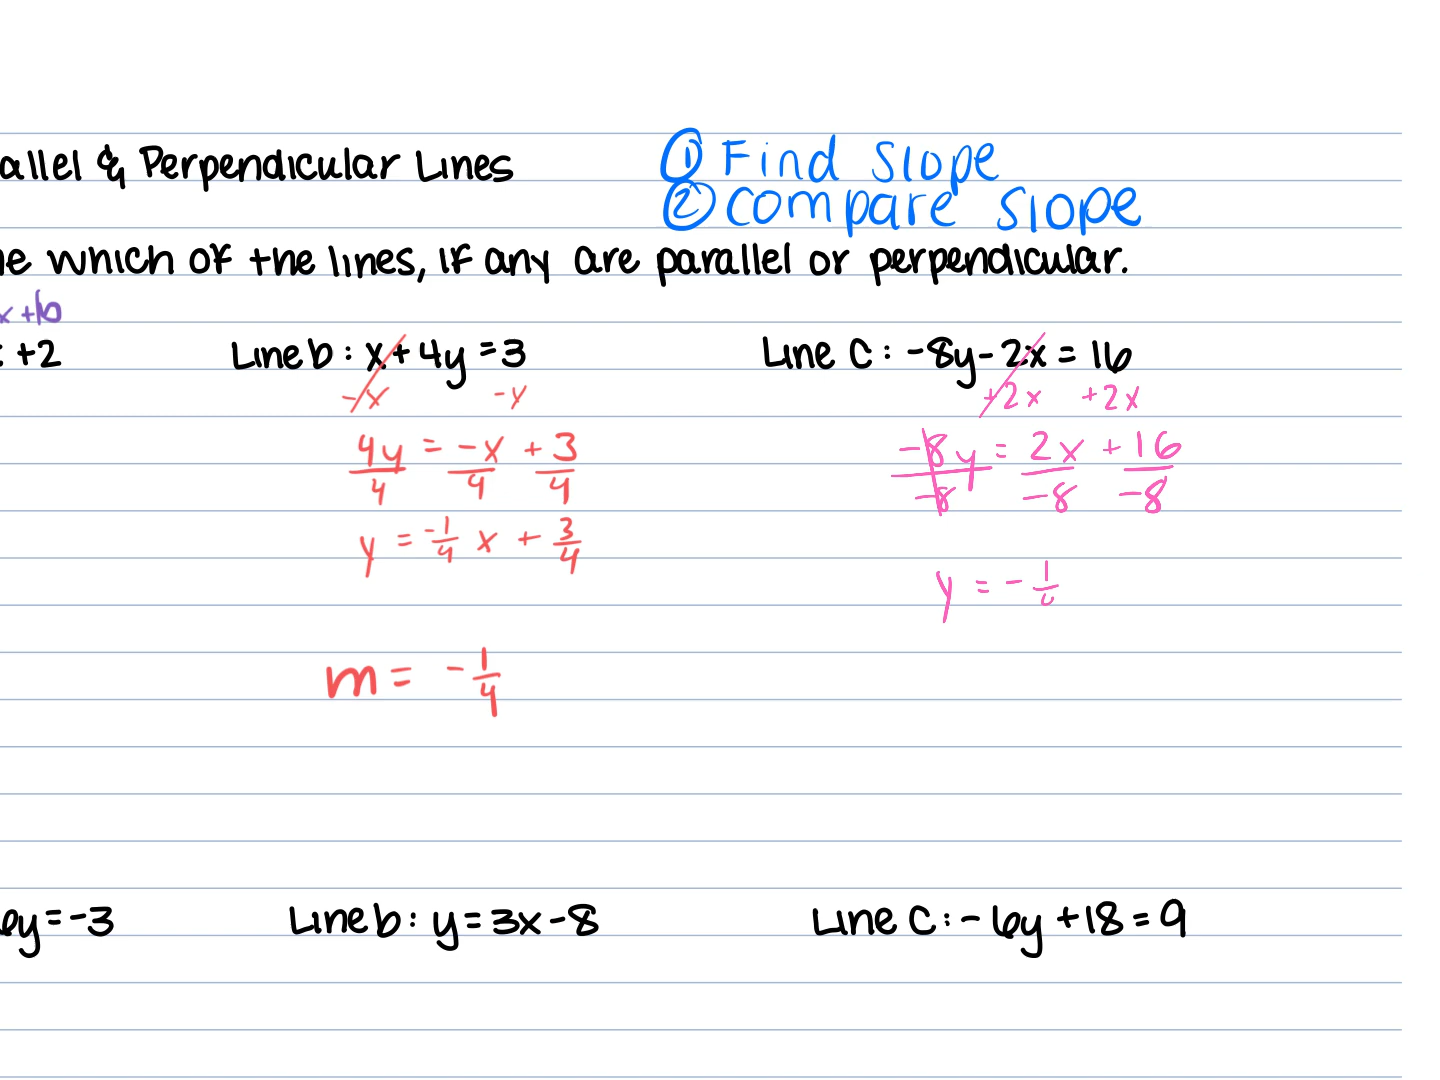 allel & Perpendicular Lines
① Find Slope
② Compare slope
which of the lines, if any are parallel or perpendicular.
x +6
+2
Line b: x + 4y = 3
-x -x
4y = -x + 3
4 4 4
y = -1/4 x + 3/4
m = -1/4
Line C: -8y - 2x = 16
+2x +2x
-8y = 2x + 16
-8 -8 -8
y = - 1/
6y = -3
Line b: y = 3x - 8
Line C: - 6y + 18 = 9